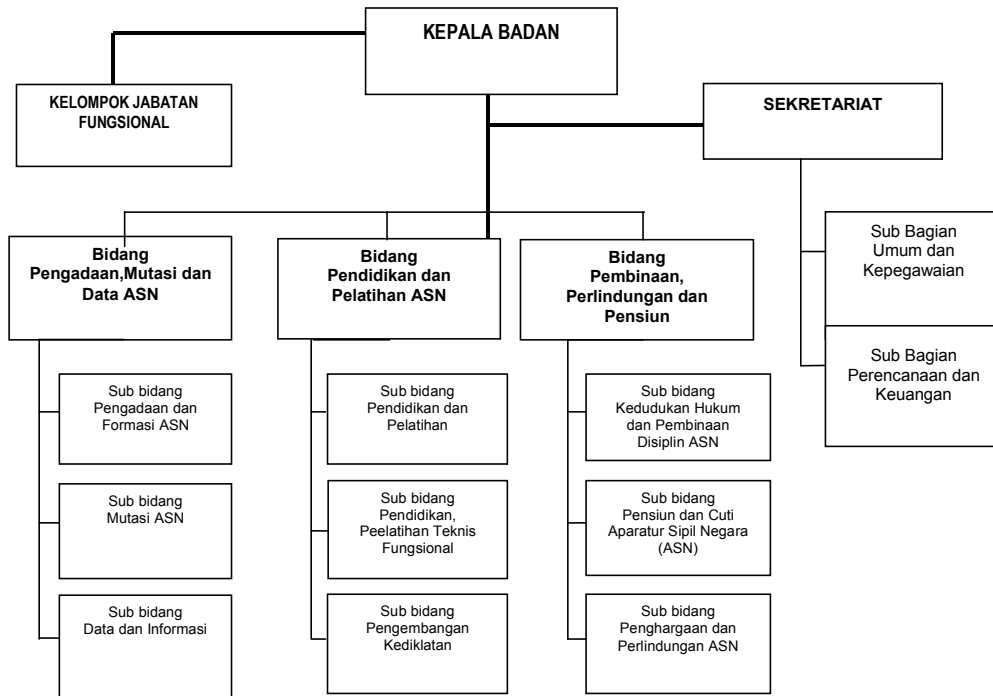 KEPALA BADAN
KELOMPOK JABATAN
FUNGSIONAL
SEKRETARIAT
Sub Bagian
Umum dan
Kepegawaian
Sub Bagian
Perencanaan dan
Keuangan
Bidang
Pengadaan,Mutasi dan
Data ASN
Sub bidang
Pengadaan dan
Formasi ASN
Sub bidang
Mutasi ASN
Sub bidang
Data dan Informasi
Bidang
Pendidikan dan
Pelatihan ASN
Sub bidang
Pendidikan dan
Pelatihan
Sub bidang
Pendidikan,
Peelatihan Teknis
Fungsional
Sub bidang
Pengembangan
Kediklatan
Bidang
Pembinaan,
Perlindungan dan
Pensiun
Sub bidang
Kedudukan Hukum
dan Pembinaan
Disiplin ASN
Sub bidang
Pensiun dan Cuti
Aparatur Sipil Negara
(ASN)
Sub bidang
Penghargaan dan
Perlindungan ASN